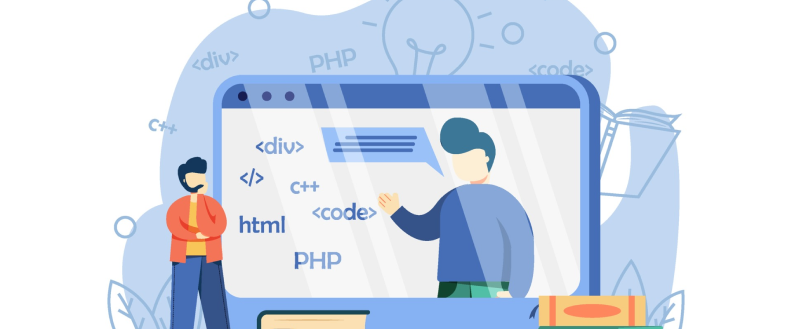 <div>
PHP
<code>
c++
<div>
</>
c++
<code>
html
PHP